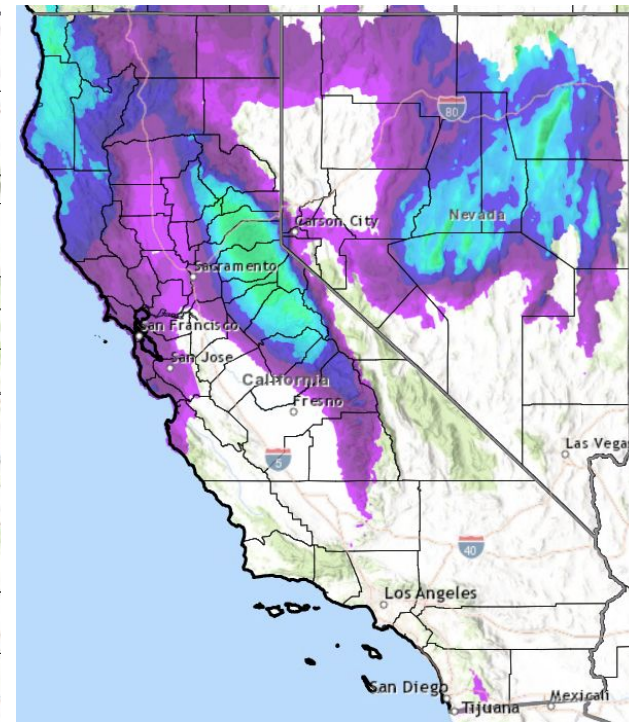 80
Nevada
Carson City
Sacramento
San Francisco
San Jose
California
Fresno
5
Las Vegas
40
Los Angeles
San Diego
Tijuana
Mexicali